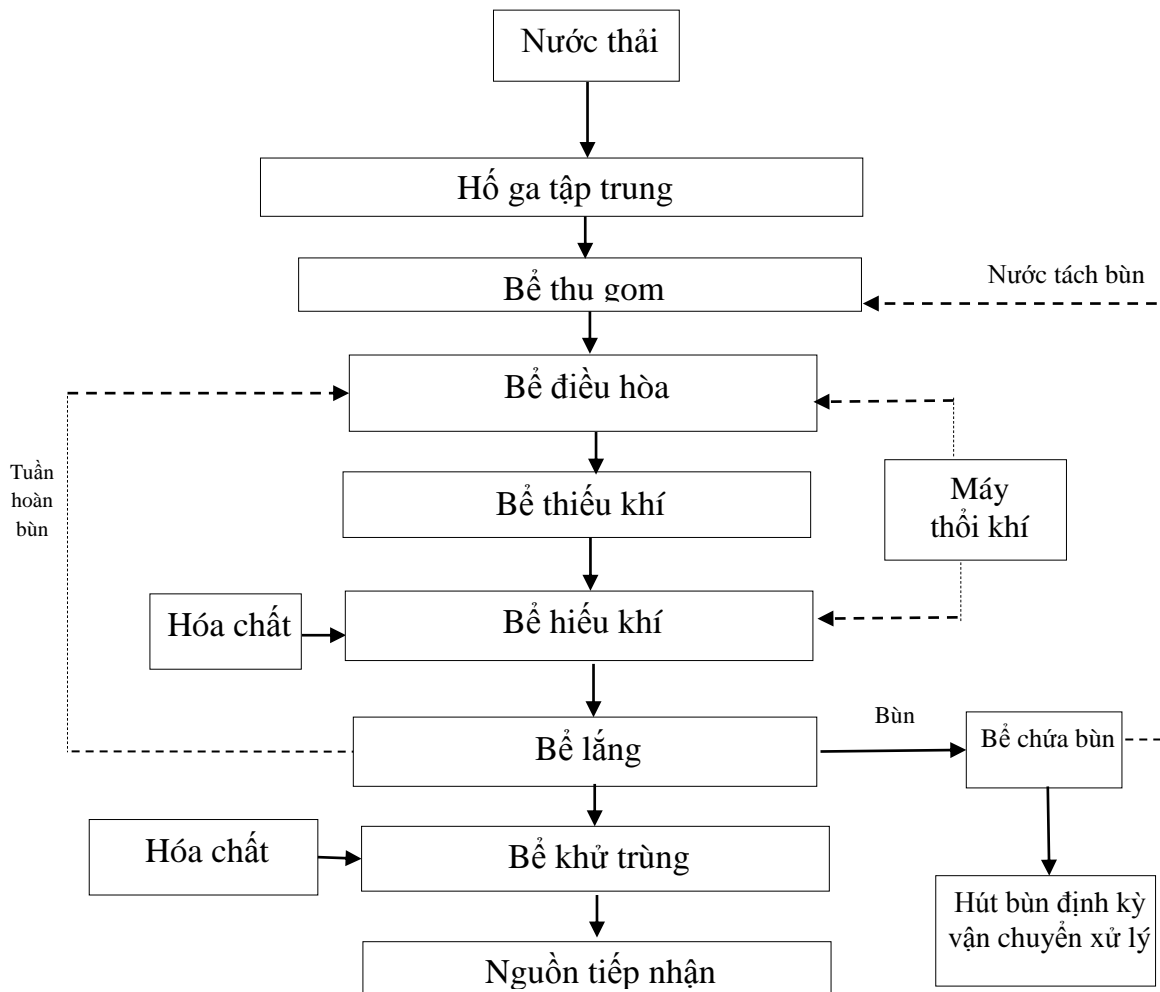 Nước thải
Hố ga tập trung
Bể thu gom
Nước tách bùn
Bể điều hòa
Tuần
hoàn
bùn
Bể thiếu khí
Máy
thổi khí
Hóa chất
Bể hiếu khí
Bùn
Bể lắng
Bể chứa bùn
Hóa chất
Bể khử trùng
Hút bùn định kỳ
vận chuyển xử lý
Nguồn tiếp nhận